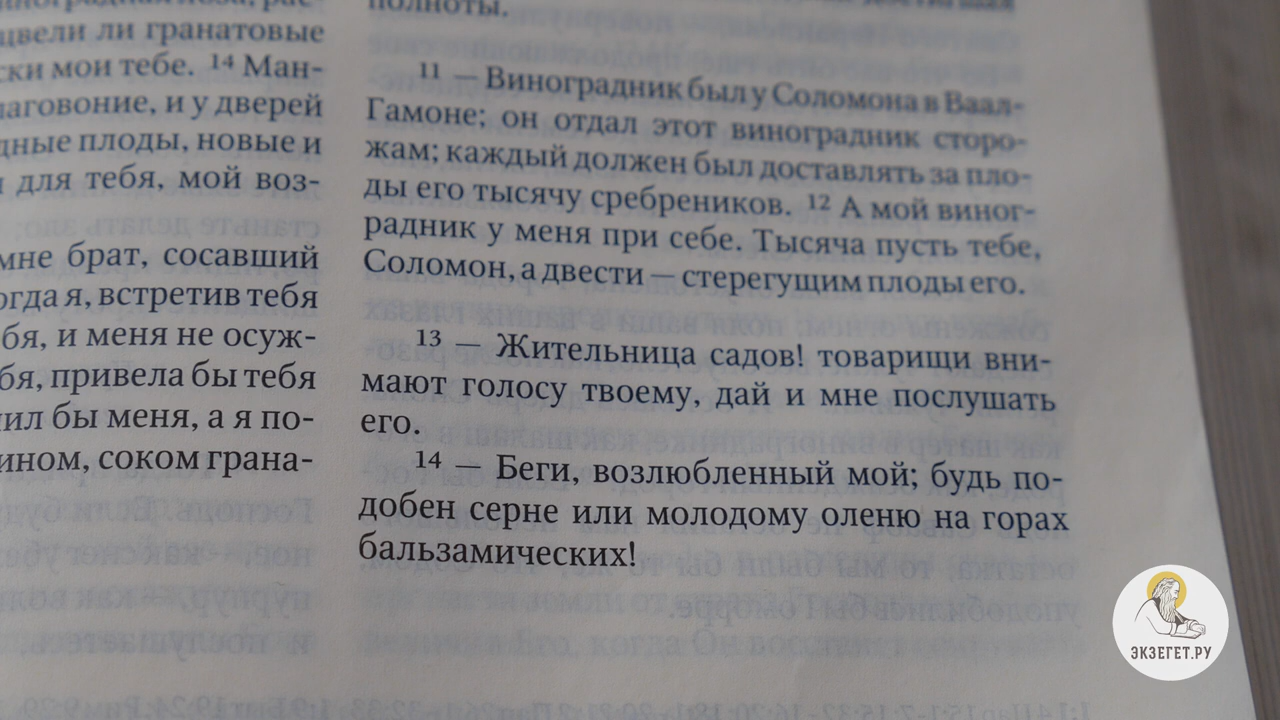 цвели ли гранатовые
ски мои тебе. 14 Ман-
лаговоние, и у дверей
дные плоды, новые и
для тебя, мой воз-
мне брат, сосавший
огда я, встретив тебя
бя, и меня не осуж-
бя, привела бы тебя
ил бы меня, а я по-
ином, соком грана-
полноты.
11 — Виноградник был у Соломона в Ваал-
Гамоне; он отдал этот виноградник сторо-
жам; каждый должен был доставлять за пло-
ды его тысячу сребреников. 12 А мой виног-
радник у меня при себе. Тысяча пусть тебе,
Соломон, а двести — стерегущим плоды его.
13 — Жительница садов! товарищи вни-
мают голосу твоему, дай и мне послушать
его.
14 — Беги, возлюбленный мой; будь по-
добен серне или молодому оленю на горах
бальзамических!
ЭКЗЕГЕТ.РУ